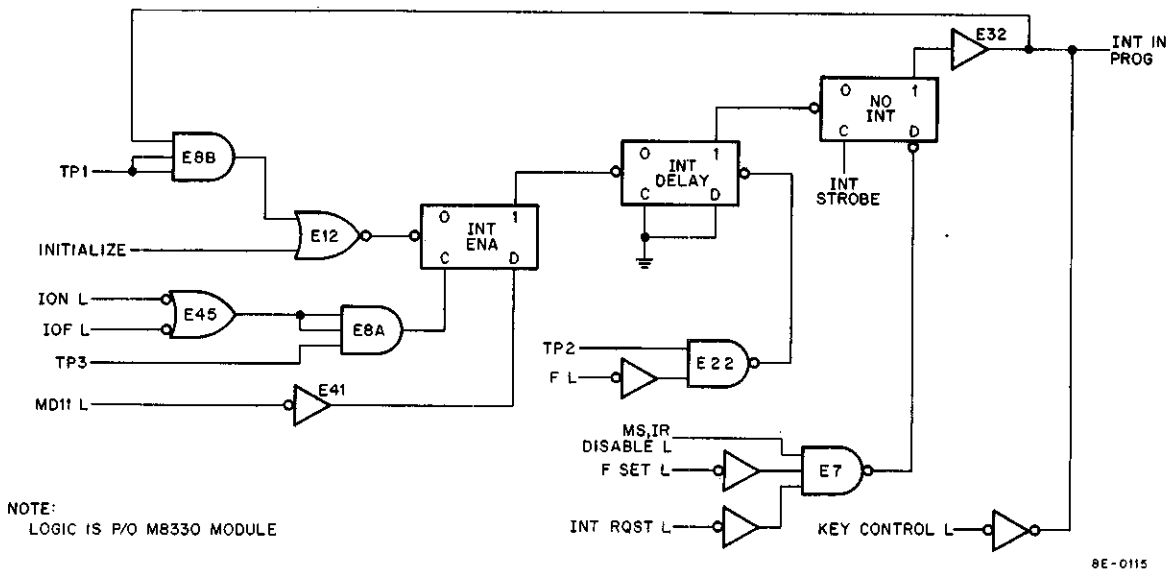 E32
INT IN
PROG
0 1
NO
INT
C D
INT
STROBE
E8B
TP1
0 1
INT
DELAY
C D
INITIALIZE
E12
0 1
INT
ENA
C D
ION L
IOF L
E45
E8A
TP3
MD11 L
E41
TP2
F L
E22
MS,IR
DISABLE L
F SET L
INT RQST L
E7
KEY CONTROL L
NOTE:
LOGIC IS P/O M8330 MODULE
8E-0115